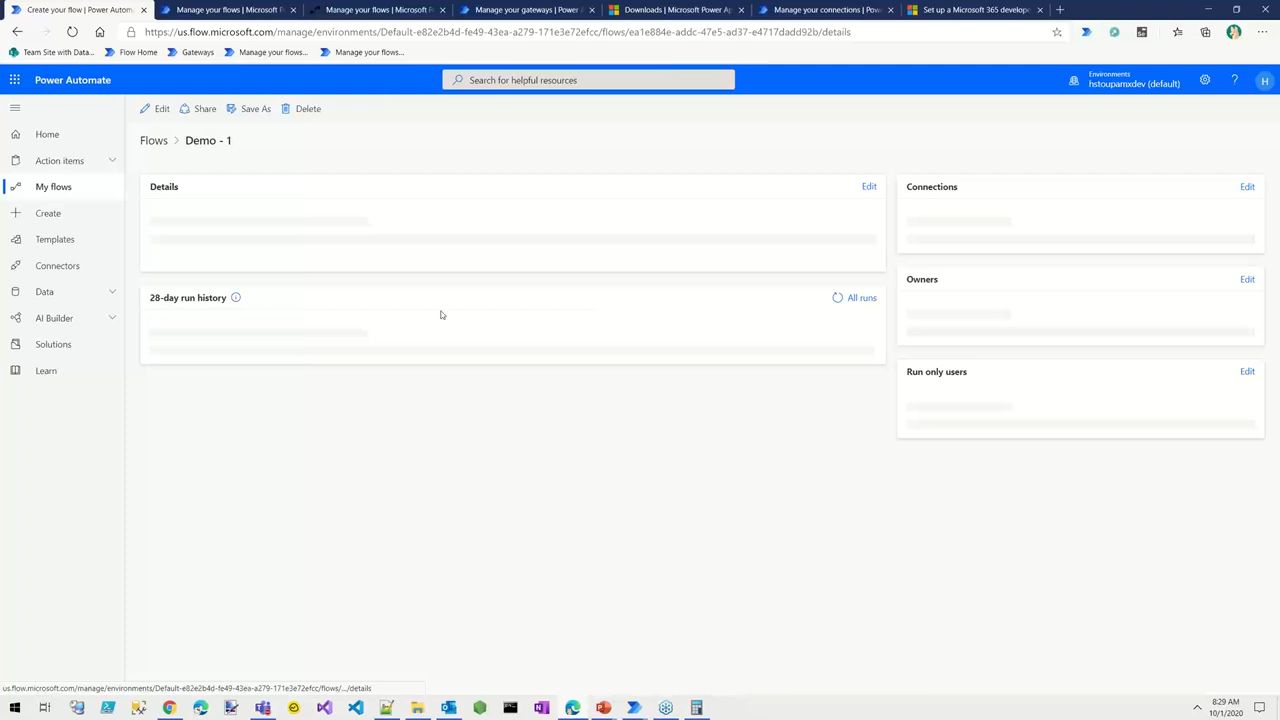 Create your flow | Power Autom...
Manage your flows | Microsoft P
Manage your flows | Microsoft P
Manage your gateways | Power A
Downloads | Microsoft Power Ap
Manage your connections | Pow
Set up a Microsoft 365 develope
https://us.flow.microsoft.com/manage/environments/Default-e82e2b4d-fe49-43ea-a279-171e3e72efcc/flows/ea1e884e-addc-47e5-ad37-e4717dadd92b/details
Team Site with Data...
Flow Home
Gateways
Manage your flows...
Manage your flows...
Power Automate
Search for helpful resources
Environments
hstoupamxdev (default)
H
Edit
Share
Save As
Delete
Flows > Demo - 1
Home
Action items
My flows
Create
Templates
Connectors
Data
AI Builder
Solutions
Learn
Details
Edit
28-day run history
All runs
Connections
Edit
Owners
Edit
Run only users
Edit
us.flow.microsoft.com/manage/environments/Default-e82e2b4d-fe49-43ea-a279-171e3e72efcc/flows/.../details
8:29 AM
10/1/2020